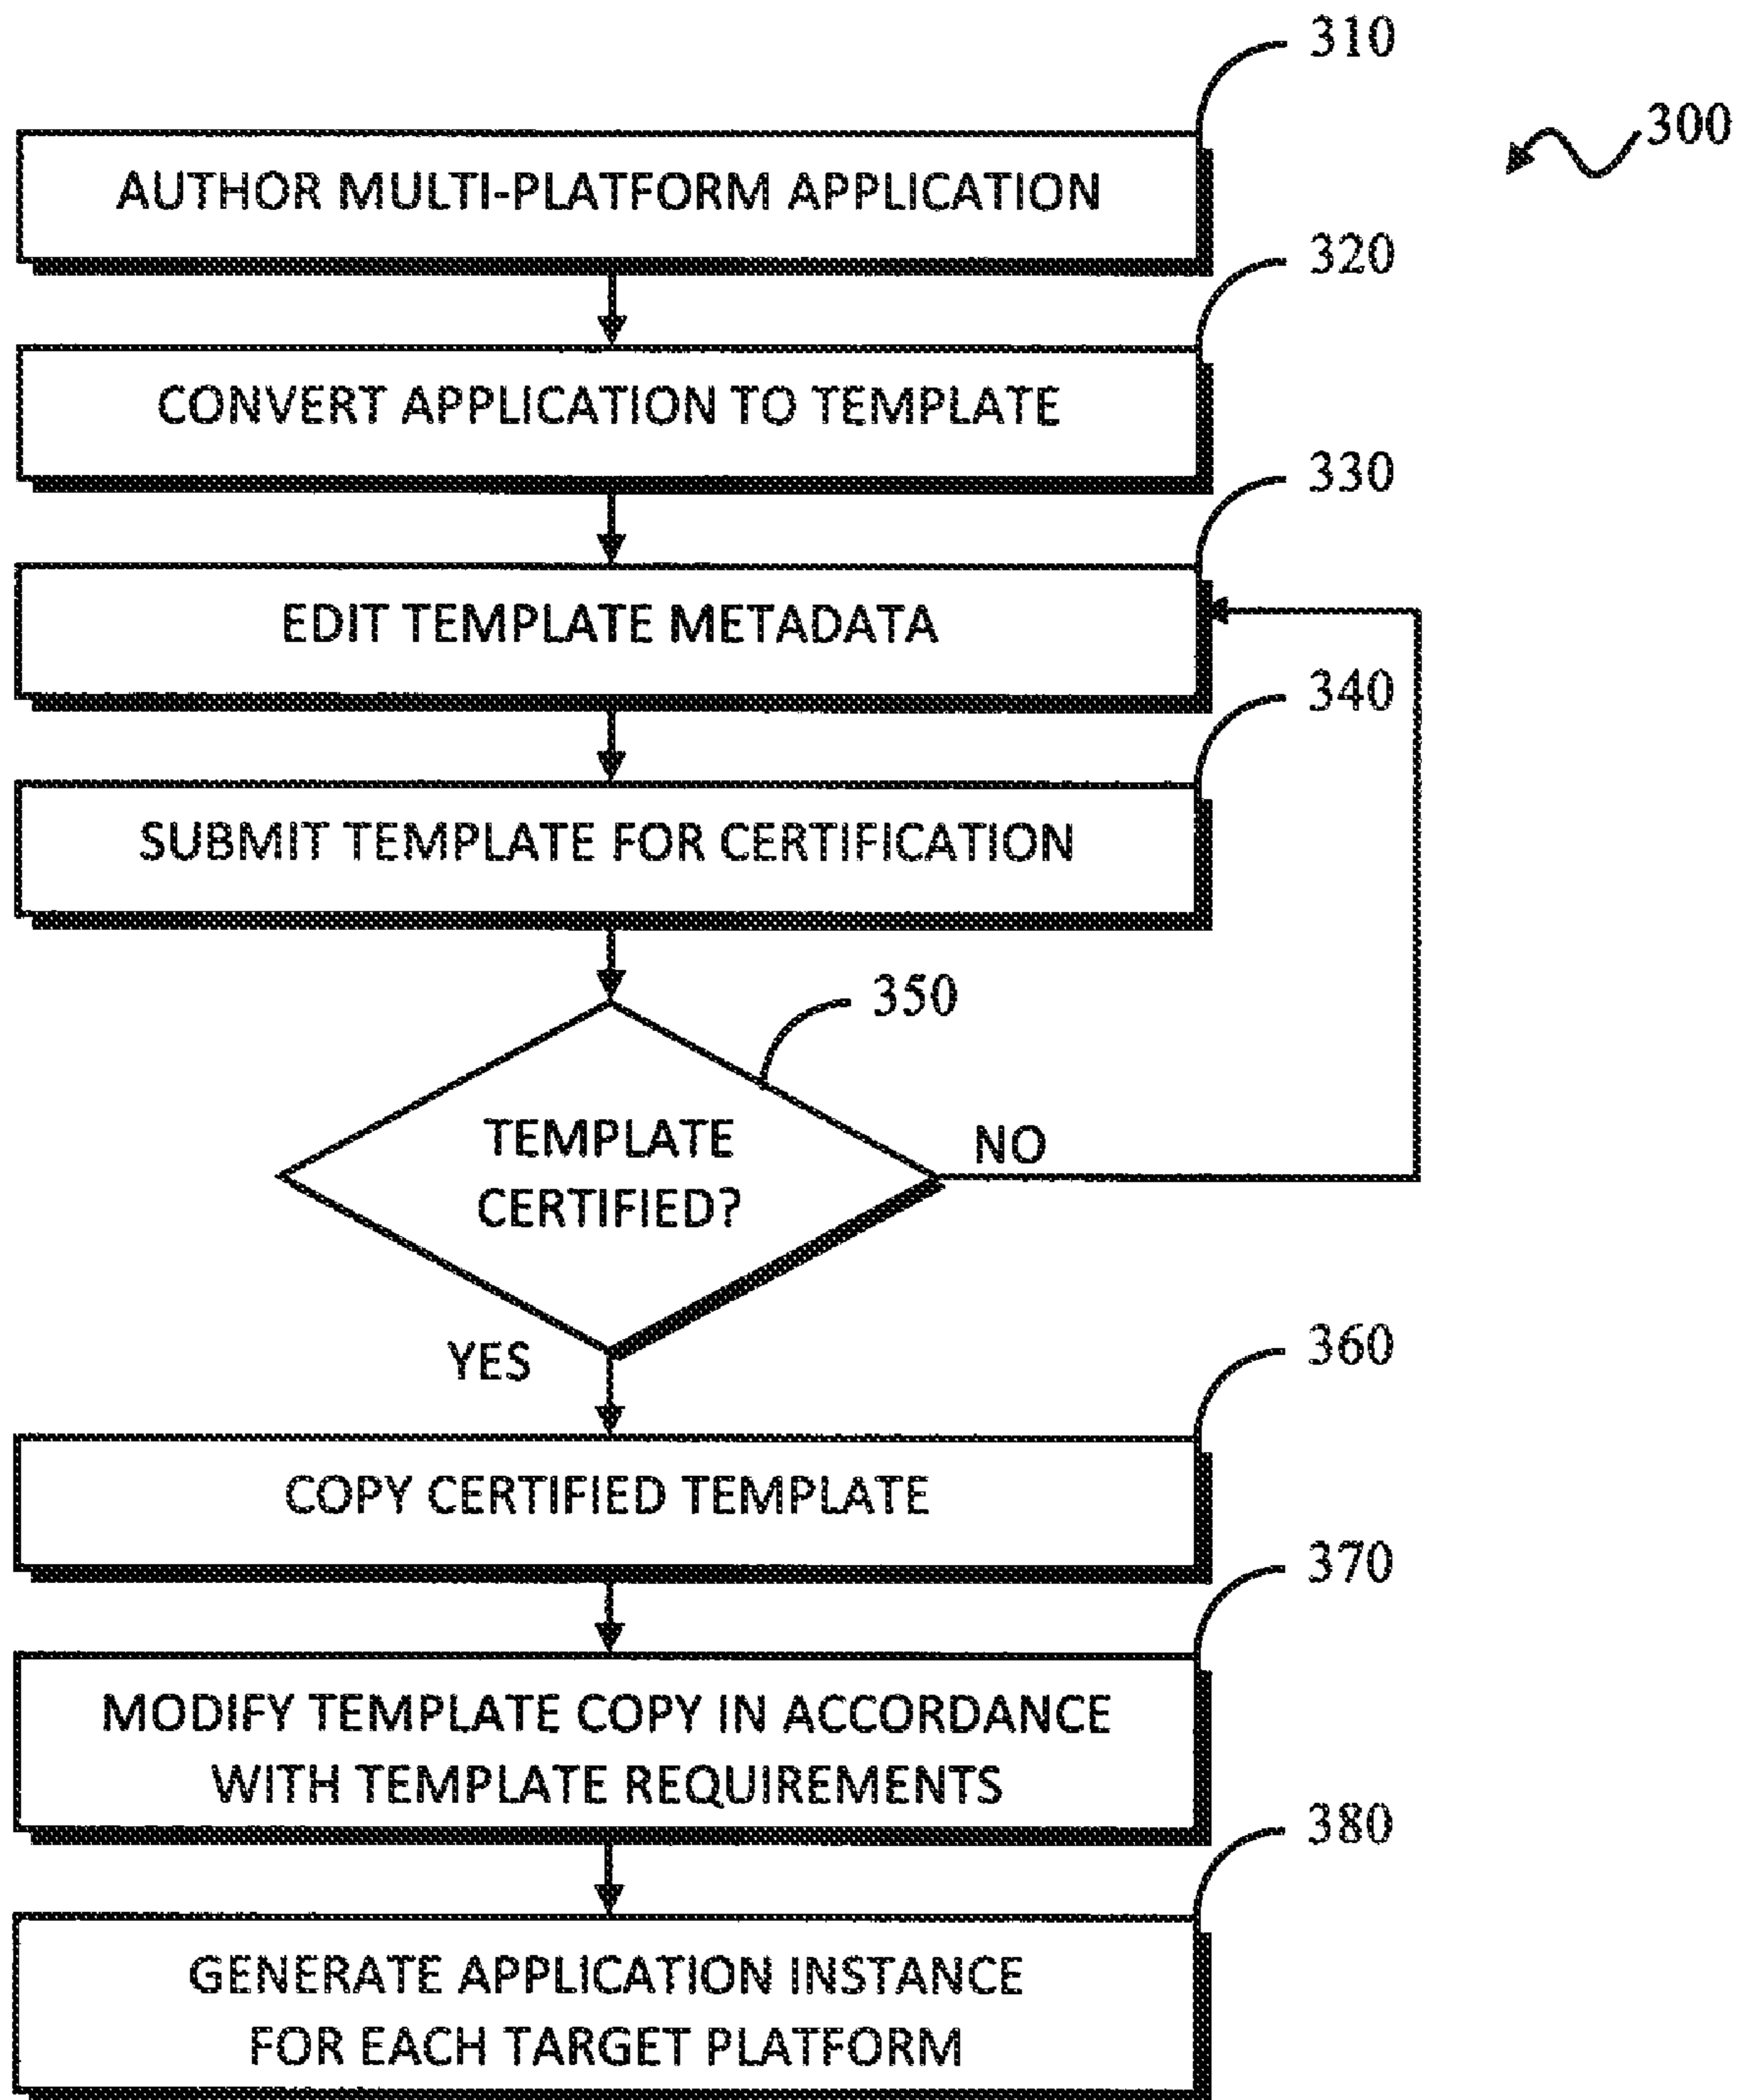 310
300
AUTHOR MULTI-PLATFORM APPLICATION
320
CONVERT APPLICATION TO TEMPLATE
330
EDIT TEMPLATE METADATA
340
SUBMIT TEMPLATE FOR CERTIFICATION
350
TEMPLATE
CERTIFIED?
NO
YES
360
COPY CERTIFIED TEMPLATE
370
MODIFY TEMPLATE COPY IN ACCORDANCE
WITH TEMPLATE REQUIREMENTS
380
GENERATE APPLICATION INSTANCE
FOR EACH TARGET PLATFORM